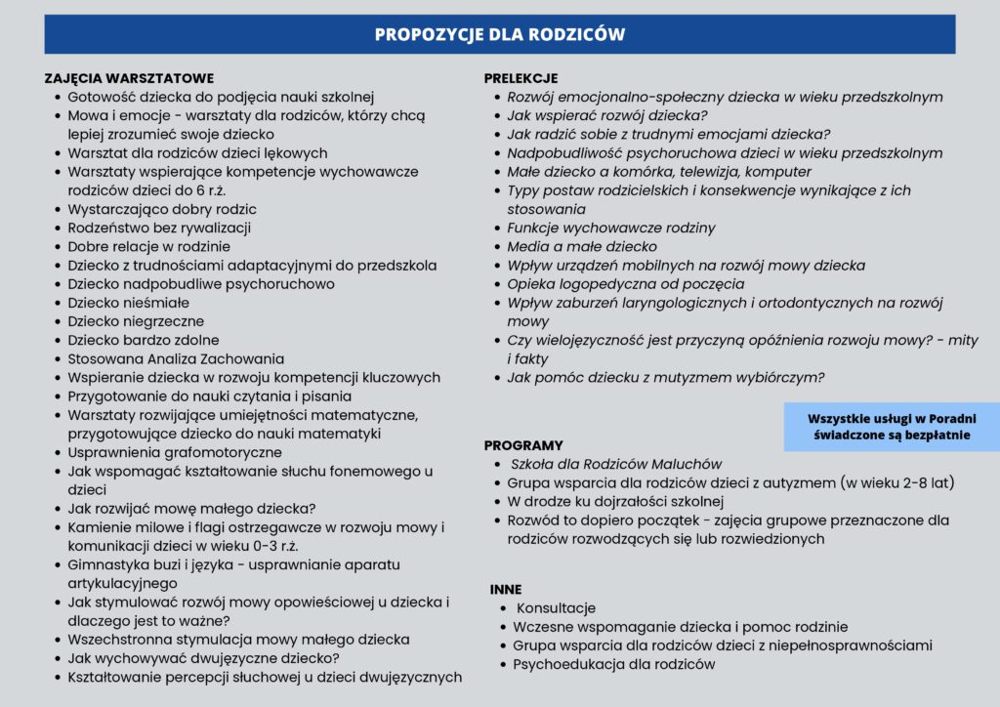 PROPOZYCJE DLA RODZICÓW
ZAJĘCIA WARSZTATOWE
• Gotowość dziecka do podjęcia nauki szkolnej
• Mowa i emocje - warsztaty dla rodziców, którzy chcą
lepiej zrozumieć swoje dziecko
• Warsztat dla rodziców dzieci lękowych
• Warsztaty wspierające kompetencje wychowawcze
rodziców dzieci do 6 r.ż.
• Wystarczająco dobry rodzic
• Rodzeństwo bez rywalizacji
• Dobre relacje w rodzinie
• Dziecko z trudnościami adaptacyjnymi do przedszkola
• Dziecko nadpobudliwe psychoruchowo
• Dziecko nieśmiałe
• Dziecko niegrzeczne
• Dziecko bardzo zdolne
• Stosowana Analiza Zachowania
• Wspieranie dziecka w rozwoju kompetencji kluczowych
• Przygotowanie do nauki czytania i pisania
• Warsztaty rozwijające umiejętności matematyczne,
przygotowujące dziecko do nauki matematyki
• Usprawnienia grafomotoryczne
• Jak wspomagać kształtowanie słuchu fonemowego u
dzieci
• Jak rozwijać mowę małego dziecka?
• Kamienie milowe i flagi ostrzegawcze w rozwoju mowy i
komunikacji dzieci w wieku 0-3 r.ż.
• Gimnastyka buzi i języka - usprawnianie aparatu
artykulacyjnego
• Jak stymulować rozwój mowy opowieściowej u dziecka i
dlaczego jest to ważne?
• Wszechstronna stymulacja mowy małego dziecka
• Jak wychowywać dwujęzyczne dziecko?
• Kształtowanie percepcji słuchowej u dzieci dwujęzycznych
PRELEKCJE
• Rozwój emocjonalno-społeczny dziecka w wieku przedszkolnym
• Jak wspierać rozwój dziecka?
• Jak radzić sobie z trudnymi emocjami dziecka?
• Nadpobudliwość psychoruchowa dzieci w wieku przedszkolnym
• Małe dziecko a komórka, telewizja, komputer
• Typy postaw rodzicielskich i konsekwencje wynikające z ich
stosowania
• Funkcje wychowawcze rodziny
• Media a małe dziecko
• Wpływ urządzeń mobilnych na rozwój mowy dziecka
• Opieka logopedyczna od poczęcia
• Wpływ zaburzeń laryngologicznych i ortodontycznych na rozwój
mowy
• Czy wielojęzyczność jest przyczyną opóźnienia rozwoju mowy? - mity
i fakty
• Jak pomóc dziecku z mutyzmem wybiórczym?
Wszystkie usługi w Poradni
świadczone są bezpłatnie
PROGRAMY
• Szkoła dla Rodziców Maluchów
• Grupa wsparcia dla rodziców dzieci z autyzmem (w wieku 2-8 lat)
• W drodze ku dojrzałości szkolnej
• Rozwód to dopiero początek - zajęcia grupowe przeznaczone dla
rodziców rozwodzących się lub rozwiedzionych
INNE
• Konsultacje
• Wczesne wspomaganie dziecka i pomoc rodzinie
• Grupa wsparcia dla rodziców dzieci z niepełnosprawnościami
• Psychoedukacja dla rodziców